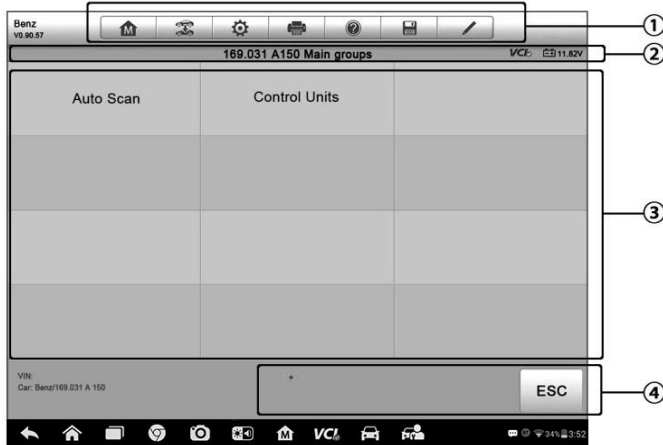 Benz
V0.90.57
①
169.031 A150 Main groups
VCI
11.82V
②
Auto Scan
Control Units
③
VIN:
Car: Benz/169.031 A 150
ESC
④
VCI
34%
3:52